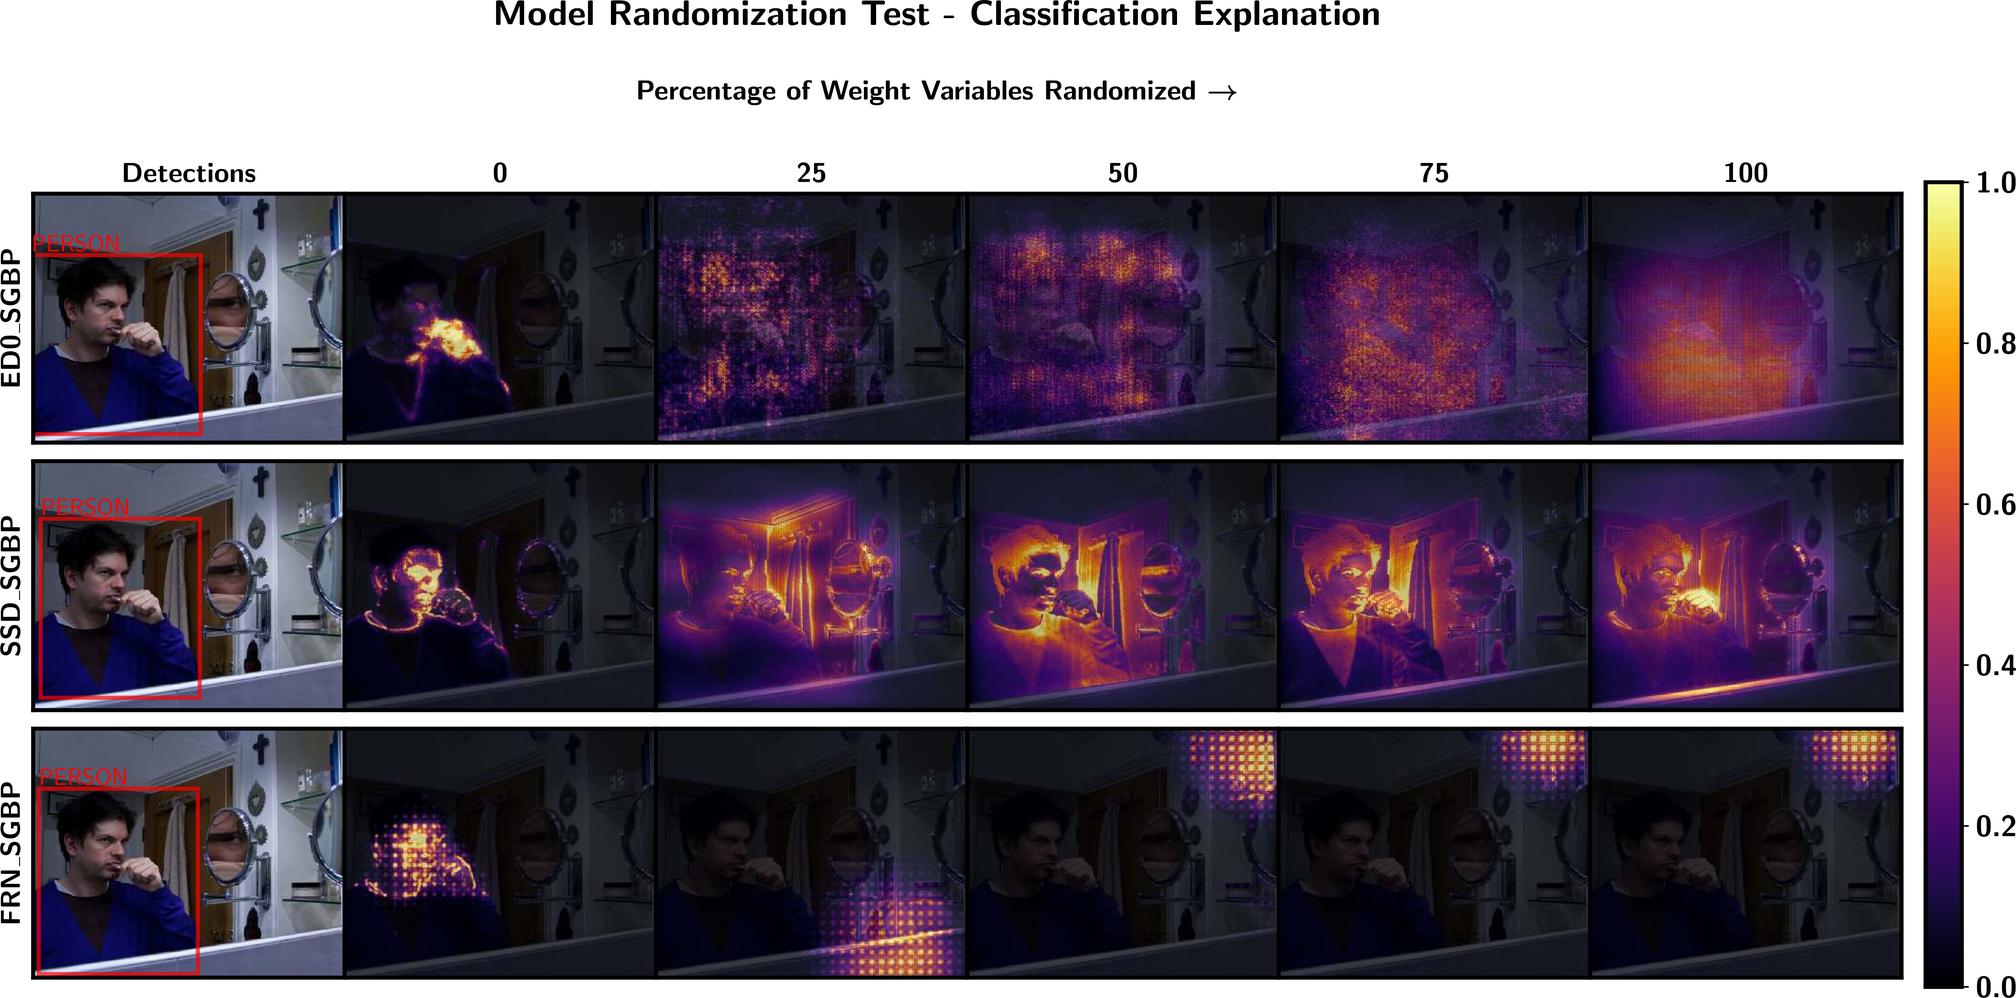 Model Randomization Test - Classification Explanation
Percentage of Weight Variables Randomized →
Detections 0 25 50 75 100
ED0_SGBP
PERSON
SSD_SGBP
PERSON
FRN_SGBP
PERSON
1.0
0.8
0.6
0.4
0.2
0.0